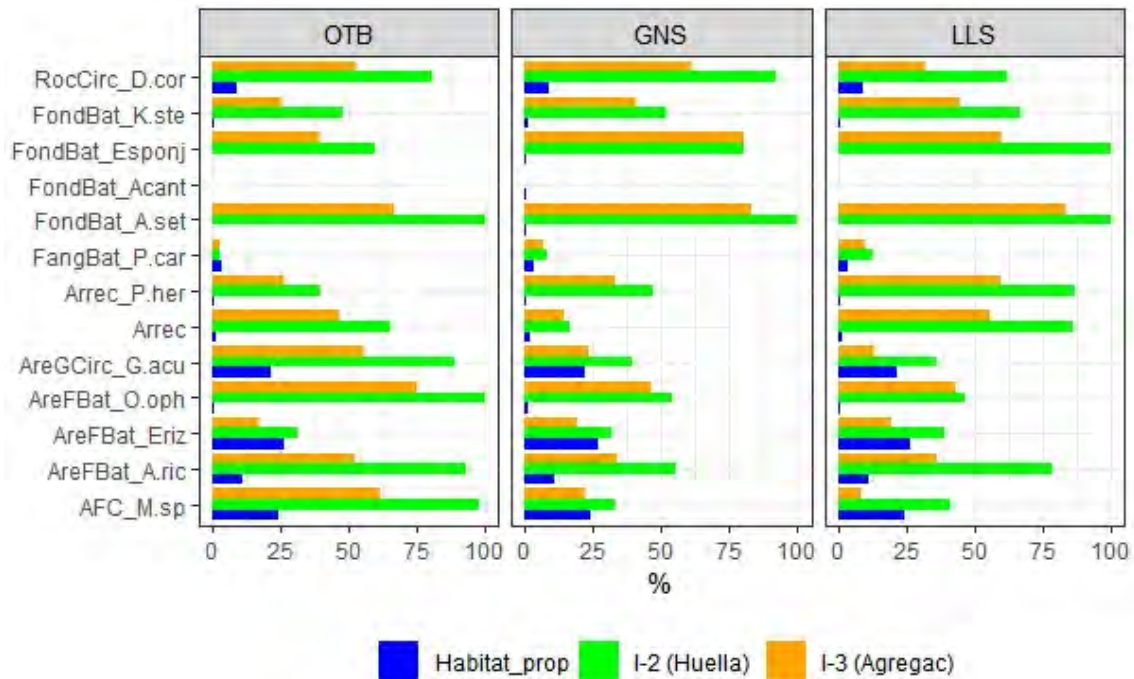 OTB GNS LLS
RocCirc_D.cor
FondBat_K.ste
FondBat_Esponj
FondBat_Acant
FondBat_A.set
FangBat_P.car
Arrec_P.her
Arrec
AreGCirc_G.acu
AreFBat_O.oph
AreFBat_Eriz
AreFBat_A.ric
AFC_M.sp
0 25 50 75 100 0 25 50 75 100 0 25 50 75 100
%
Habitat_prop I-2 (Huella) I-3 (Agregac)